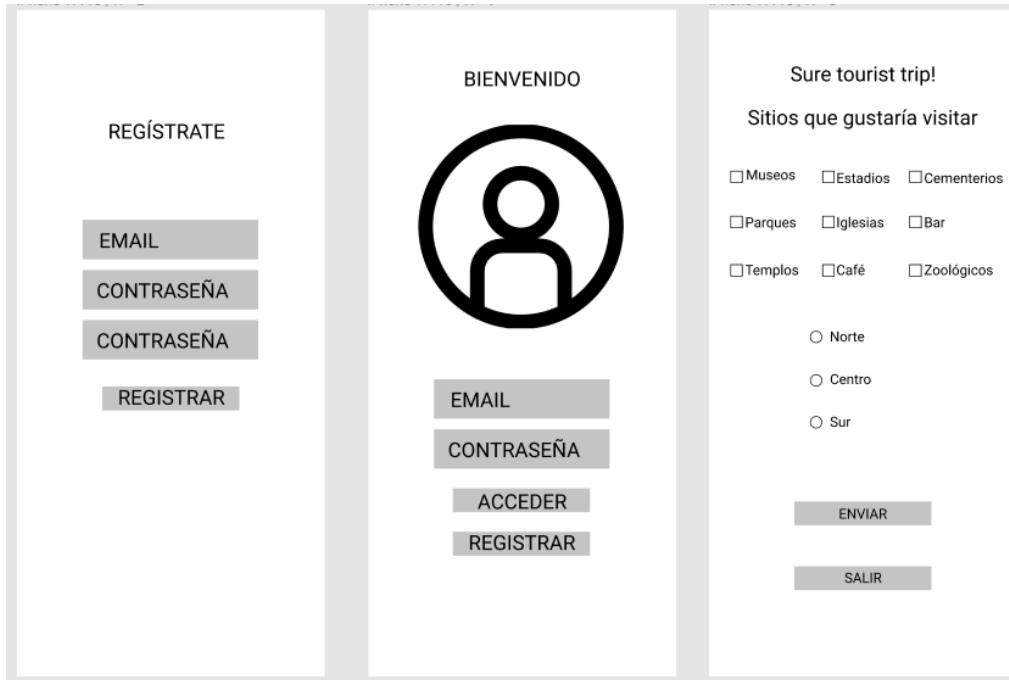 REGÍSTRATE
EMAIL
CONTRASEÑA
CONTRASEÑA
REGISTRAR
BIENVENIDO
EMAIL
CONTRASEÑA
ACCEDER
REGISTRAR
Sure tourist trip!
Sitios que gustaría visitar
Museos Estadios Cementerios
Parques Iglesias Bar
Templos Café Zoológicos
Norte
Centro
Sur
ENVIAR
SALIR